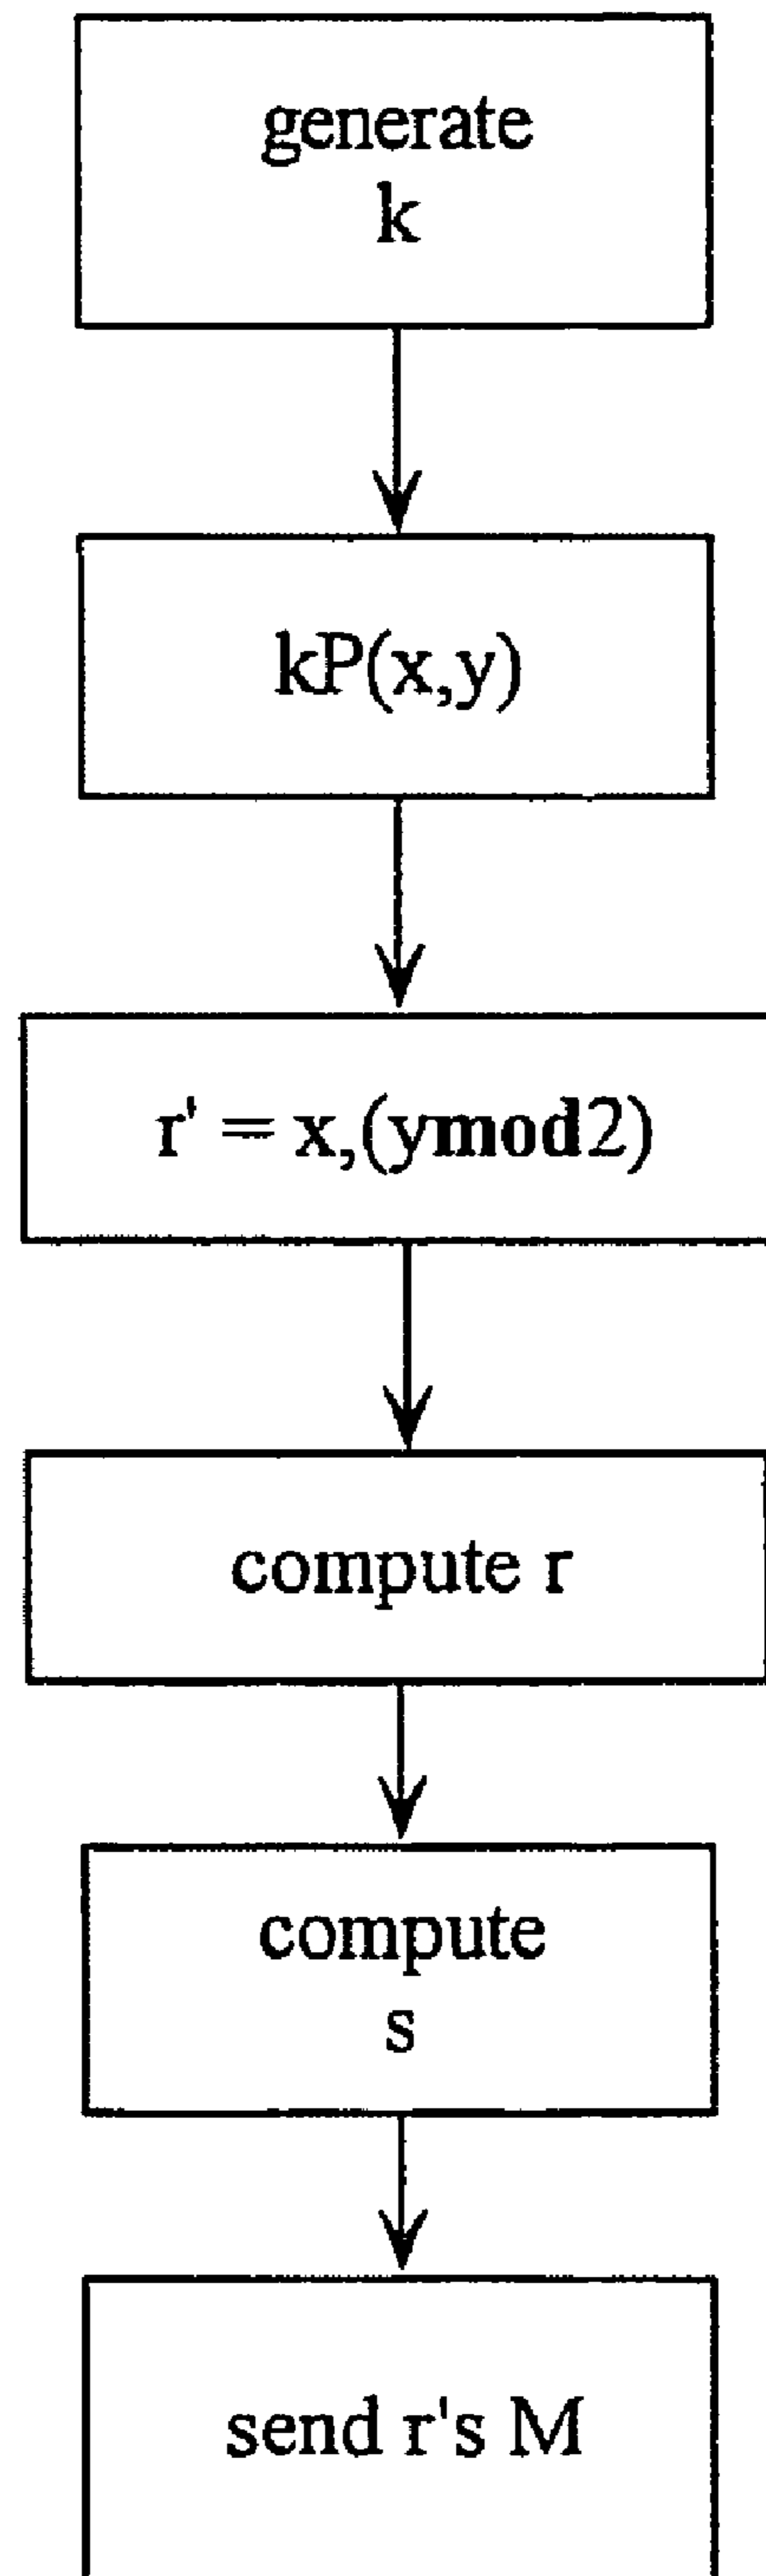 generate
k
kP(x,y)
r' = x,(ymod2)
compute r
compute
s
send r's M